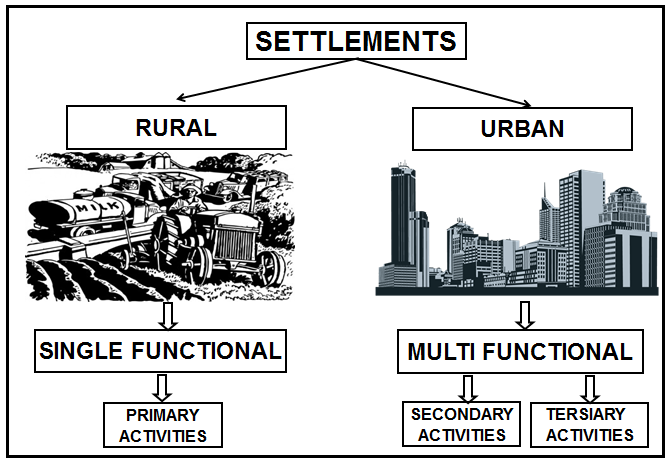 SETTLEMENTS
RURAL
URBAN
MILK
SINGLE FUNCTIONAL
MULTI FUNCTIONAL
PRIMARY
ACTIVITIES
SECONDARY
ACTIVITIES
TERSIARY
ACTIVITIES